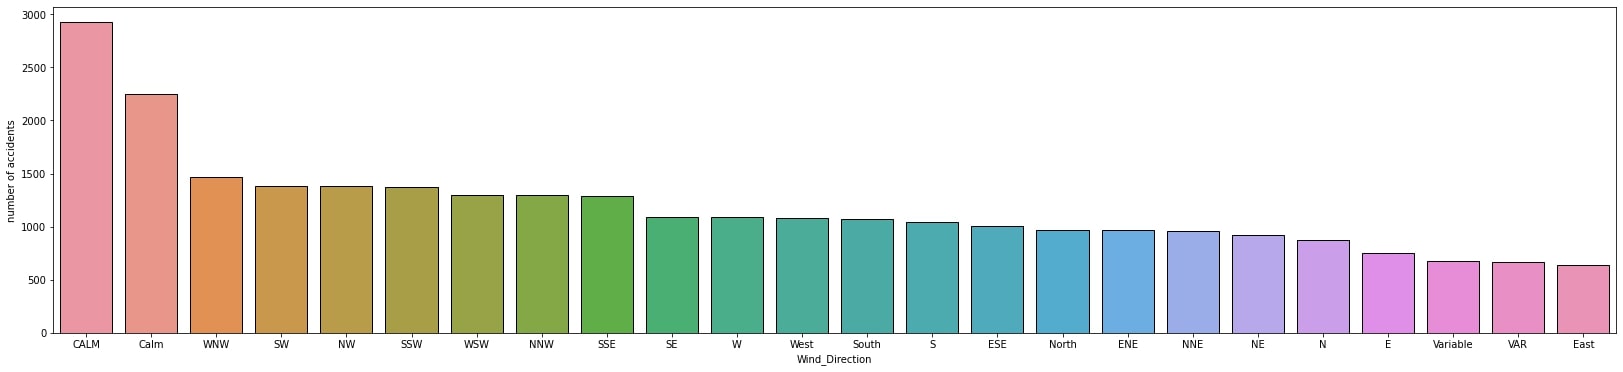 3000
2500
2000
1500
1000
500
0
number of accidents
CALM Calm WNW SW NW SSW WSW NNW SSE SE W West South S ESE North ENE NNE NE N E Variable VAR East
Wind_Direction